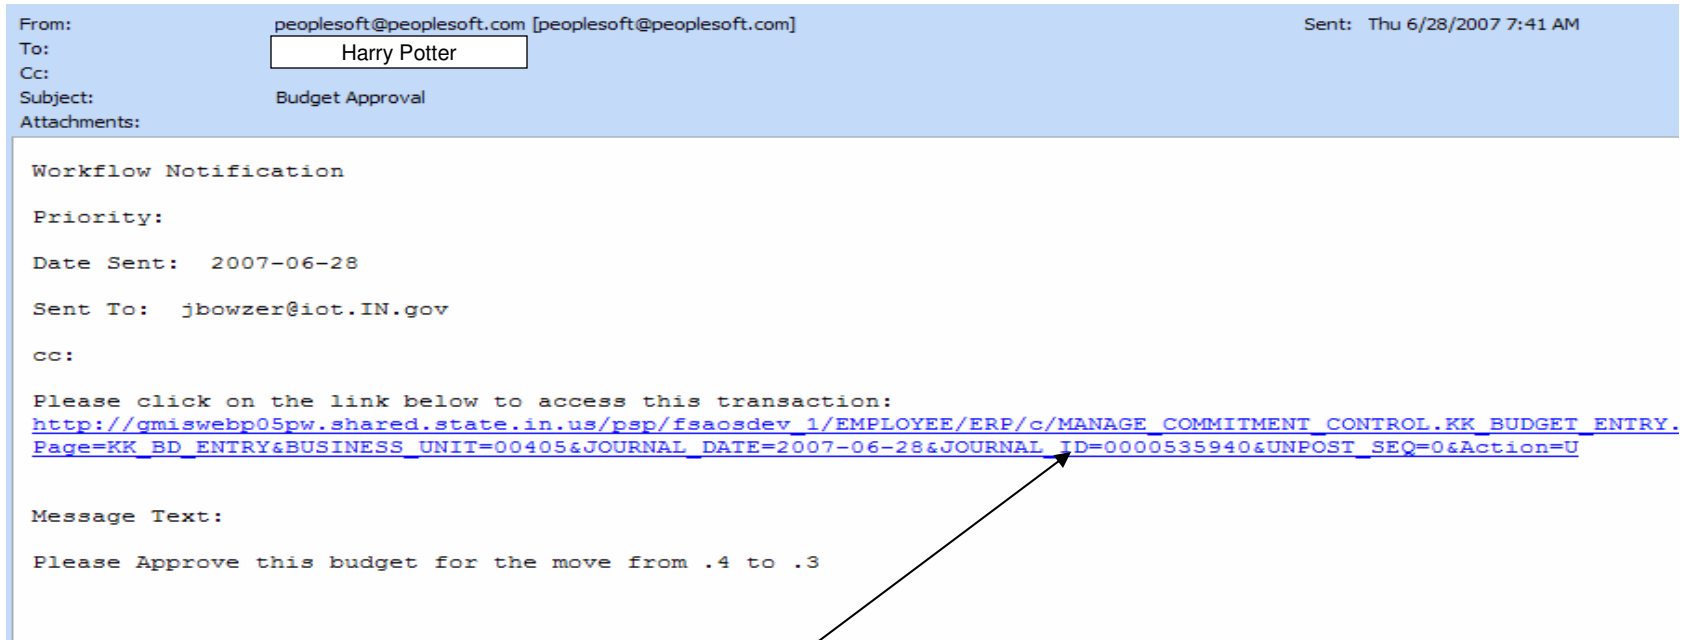 From: peoplesoft@peoplesoft.com [peoplesoft@peoplesoft.com] Sent: Thu 6/28/2007 7:41 AM
To: Harry Potter
Cc:
Subject: Budget Approval
Attachments:
Workflow Notification
Priority:
Date Sent: 2007-06-28
Sent To: jbowzer@iot.IN.gov
cc:
Please click on the link below to access this transaction:
http://gmiswebp05pw.shared.state.in.us/psp/fsaosdev_1/EMPLOYEE/ERP/c/MANAGE_COMMITMENT_CONTROL.KK_BUDGET_ENTRY.
Page=KK_BD_ENTRY&BUSINESS_UNIT=00405&JOURNAL_DATE=2007-06-28&JOURNAL_ID=0000535940&UNPOST_SEQ=0&Action=U
Message Text:
Please Approve this budget for the move from .4 to .3